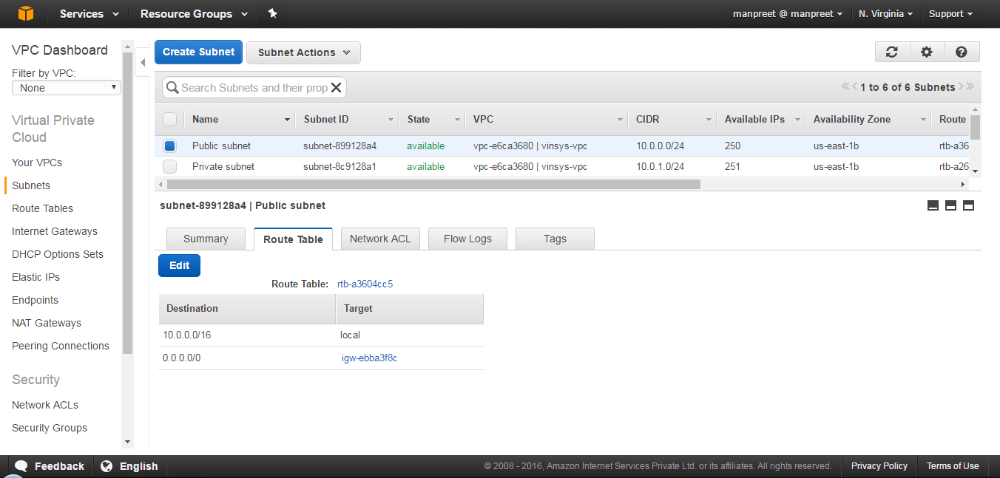 Services Resource Groups manpreet @ manpreet N. Virginia Support
VPC Dashboard
Filter by VPC:
None
Virtual Private
Cloud
Your VPCs
Subnets
Route Tables
Internet Gateways
DHCP Options Sets
Elastic IPs
Endpoints
NAT Gateways
Peering Connections
Security
Network ACLs
Security Groups
Create Subnet Subnet Actions
Search Subnets and their prop 1 to 6 of 6 Subnets
Name Subnet ID State VPC CIDR Available IPs Availability Zone Route
Public subnet subnet-899128a4 available vpc-e6ca3680 | vinsys-vpc 10.0.0.0/24 250 us-east-1b rtb-a36
Private subnet subnet-8c9128a1 available vpc-e6ca3680 | vinsys-vpc 10.0.1.0/24 251 us-east-1b rtb-a26
subnet-899128a4 | Public subnet
Summary Route Table Network ACL Flow Logs Tags
Edit
Route Table: rtb-a3604cc5
Destination Target
10.0.0.0/16 local
0.0.0.0/0 igw-ebba3f8c
Feedback English © 2008 - 2016, Amazon Internet Services Private Ltd. or its affiliates. All rights reserved. Privacy Policy Terms of Use